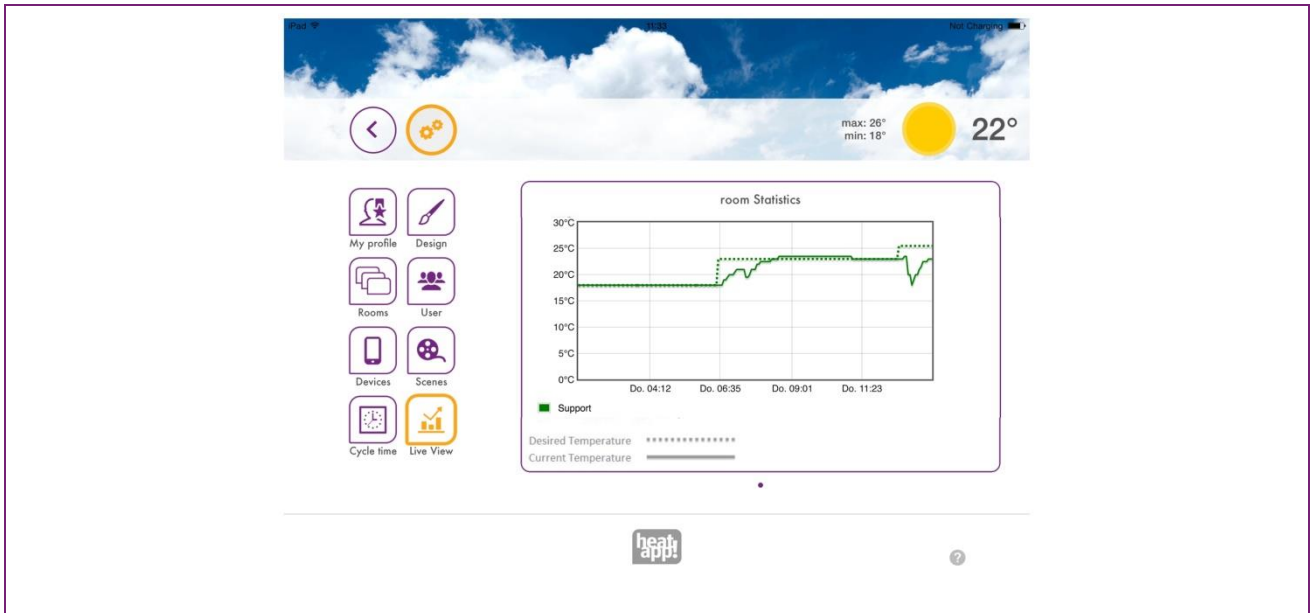 iPad 11:33 Not Charging
max: 26°
min: 18°
22°
My profile Design
Rooms User
Devices Scenes
Cycle time Live View
room Statistics
30°C
25°C
20°C
15°C
10°C
5°C
0°C
Do. 04:12 Do. 06:35 Do. 09:01 Do. 11:23
Support
Desired Temperature
Current Temperature
heat
app!
?